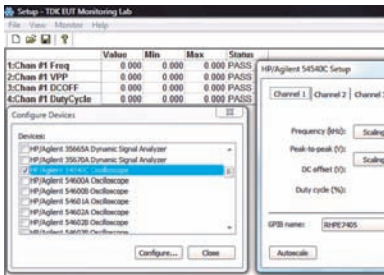 Setup - TDK EUT Monitoring Lab
File View Monitor Help
Value Min Max Status
1:Chan #1 Freq 0.000 0.000 0.000 PASS
2:Chan #1 VPP 0.000 0.000 0.000 PASS
3:Chan #1 DCOFF 0.000 0.000 0.000 PASS
4:Chan #1 DutyCycle 0.000 0.000 0.000 PASS
Configure Devices
Devices:
HP/Agilent 35665A Dynamic Signal Analyzer
HP/Agilent 35670A Dynamic Signal Analyzer
HP/Agilent 54540C Oscilloscope
HP/Agilent 54600A Oscilloscope
HP/Agilent 54600B Oscilloscope
HP/Agilent 54601A Oscilloscope
HP/Agilent 54602A Oscilloscope
HP/Agilent 54602B Oscilloscope
Configure... Close
HP/Agilent 54540C Setup
Channel 1 Channel 2 Channel
Frequency (kHz): Scaling
Peak-to-peak (V):
Scaling
DC offset (V):
Duty cycle (%):
GPIB name: RHPE7405
Autoscale